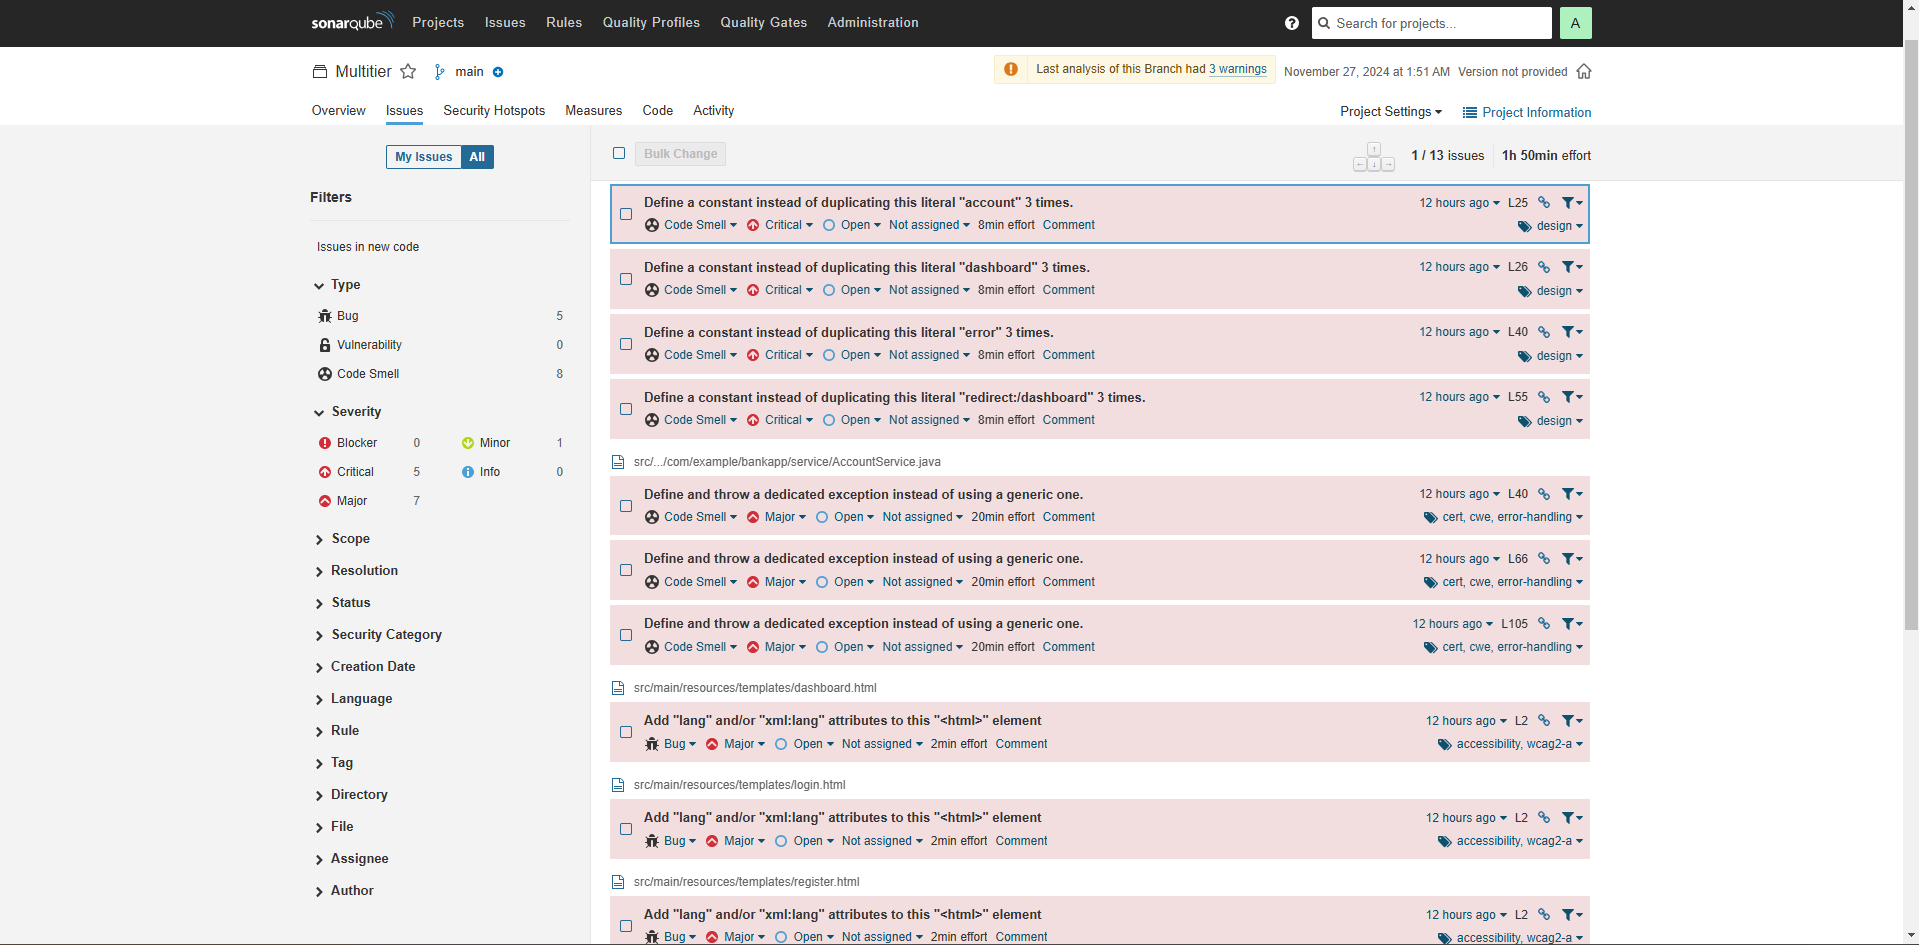 sonarqube Projects Issues Rules Quality Profiles Quality Gates Administration ? Search for projects... A
Multitier main Last analysis of this Branch had 3 warnings November 27, 2024 at 1:51 AM Version not provided
Overview Issues Security Hotspots Measures Code Activity Project Settings Project Information
My Issues All
Bulk Change 1 / 13 issues 1h 50min effort
Filters
Issues in new code
Type
Bug 5
Vulnerability 0
Code Smell 8
Severity
Blocker 0 Minor 1
Critical 5 Info 0
Major 7
Scope
Resolution
Status
Security Category
Creation Date
Language
Rule
Tag
Directory
File
Assignee
Author
Define a constant instead of duplicating this literal "account" 3 times. 12 hours ago L25
Code Smell Critical Open Not assigned 8min effort Comment design
Define a constant instead of duplicating this literal "dashboard" 3 times. 12 hours ago L26
Code Smell Critical Open Not assigned 8min effort Comment design
Define a constant instead of duplicating this literal "error" 3 times. 12 hours ago L40
Code Smell Critical Open Not assigned 8min effort Comment design
Define a constant instead of duplicating this literal "redirect:/dashboard" 3 times. 12 hours ago L55
Code Smell Critical Open Not assigned 8min effort Comment design
src/.../com/example/bankapp/service/AccountService.java
Define and throw a dedicated exception instead of using a generic one. 12 hours ago L40
Code Smell Major Open Not assigned 20min effort Comment cert, cwe, error-handling
Define and throw a dedicated exception instead of using a generic one. 12 hours ago L66
Code Smell Major Open Not assigned 20min effort Comment cert, cwe, error-handling
Define and throw a dedicated exception instead of using a generic one. 12 hours ago L105
Code Smell Major Open Not assigned 20min effort Comment cert, cwe, error-handling
src/main/resources/templates/dashboard.html
Add "lang" and/or "xml:lang" attributes to this "<html>" element 12 hours ago L2
Bug Major Open Not assigned 2min effort Comment accessibility, wcag2-a
src/main/resources/templates/login.html
Add "lang" and/or "xml:lang" attributes to this "<html>" element 12 hours ago L2
Bug Major Open Not assigned 2min effort Comment accessibility, wcag2-a
src/main/resources/templates/register.html
Add "lang" and/or "xml:lang" attributes to this "<html>" element 12 hours ago L2
Bug Major Open Not assigned 2min effort Comment accessibility, wcag2-a